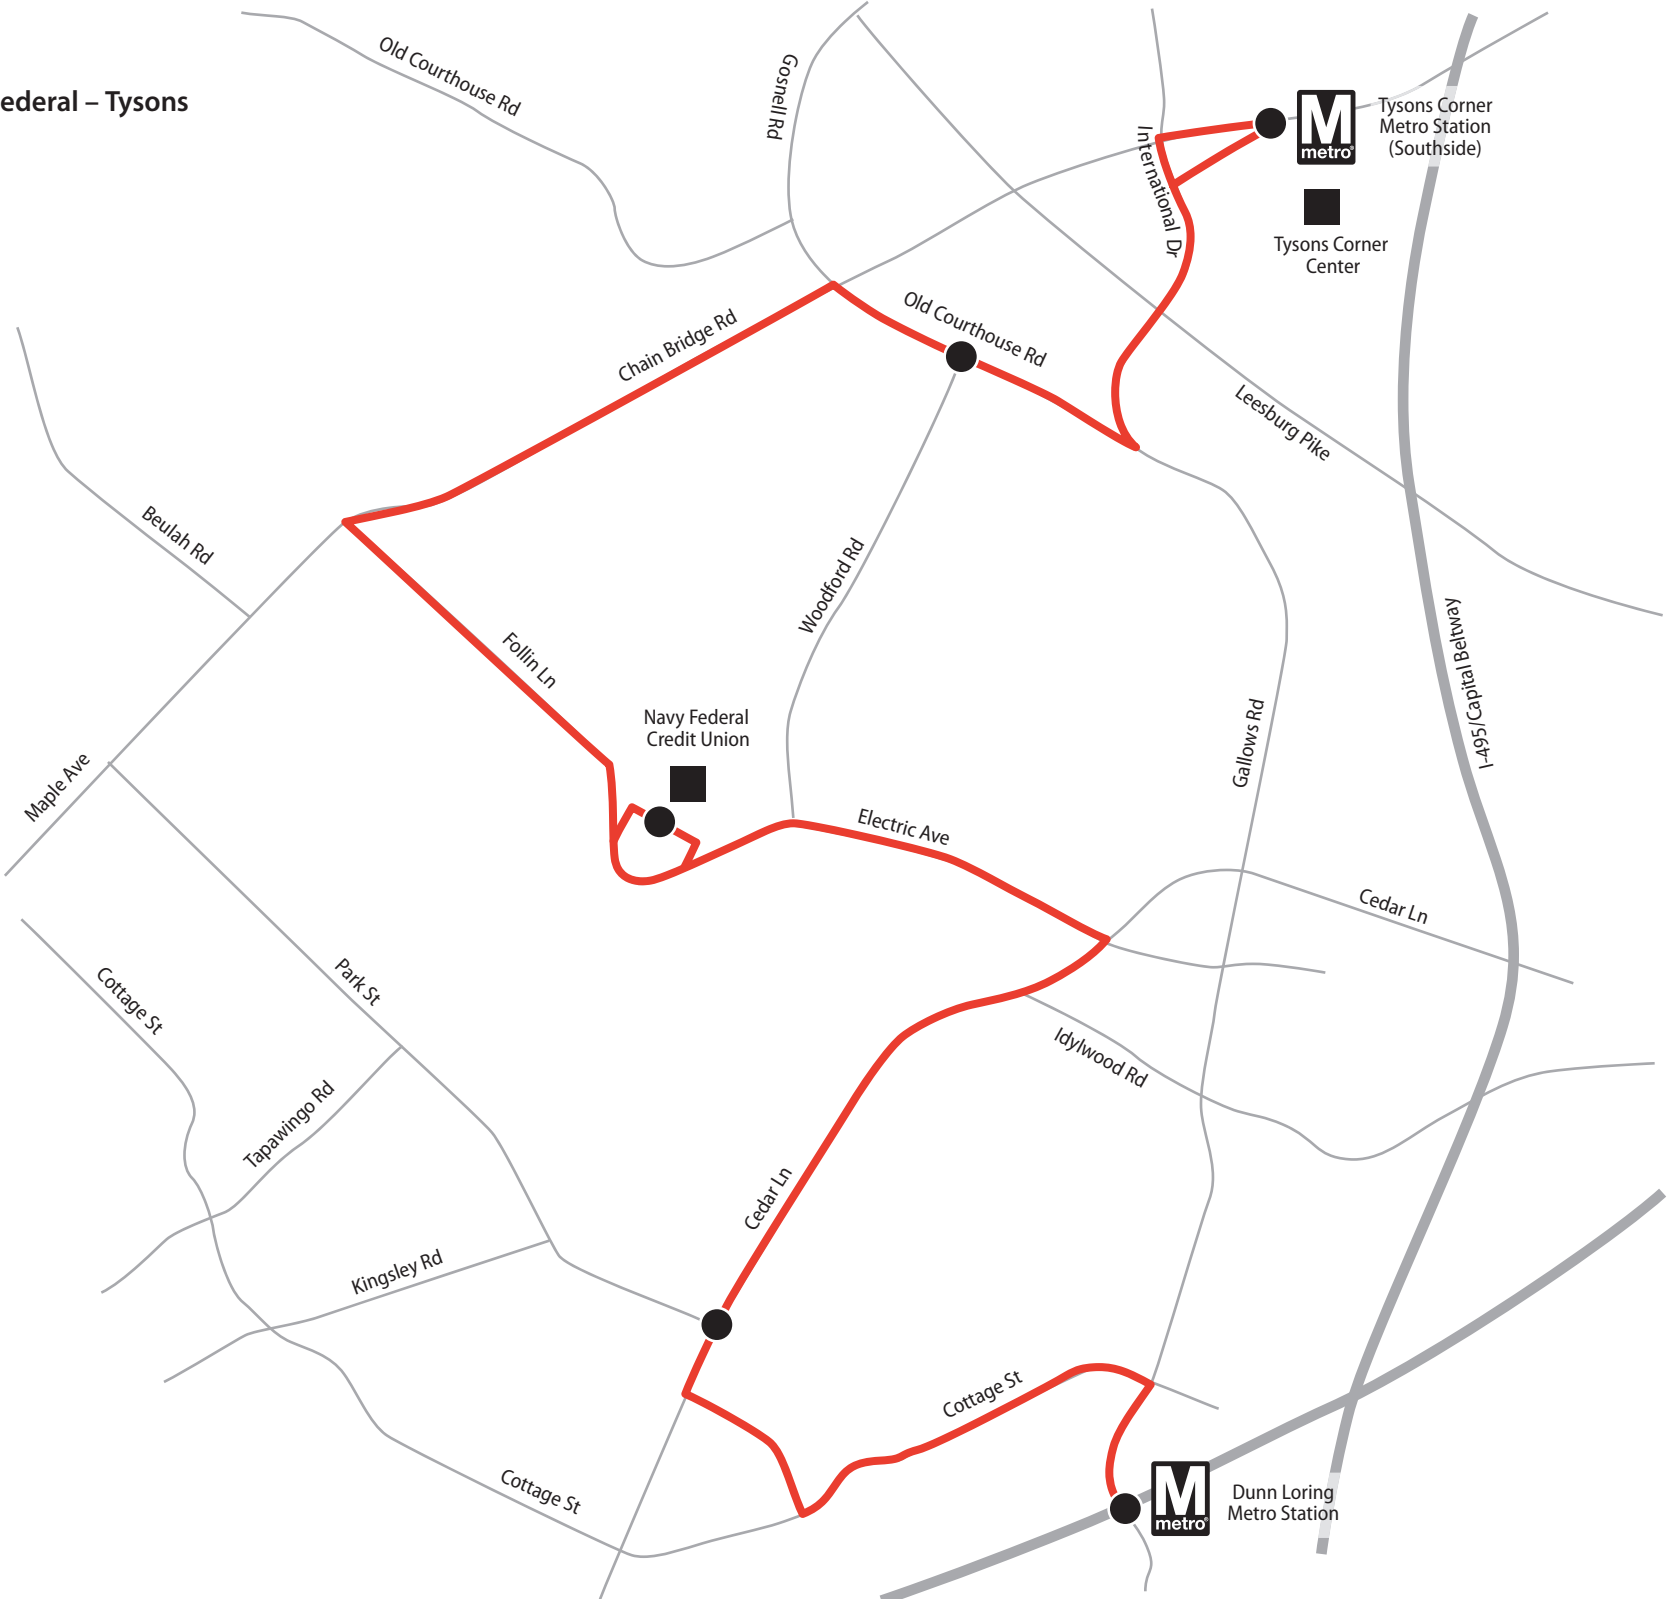 Old Courthouse Rd
Gosnell Rd
ederal – Tysons
M
metro
Tysons Corner
Metro Station
(Southside)
International Dr
Tysons Corner
Center
Old Courthouse Rd
Chain Bridge Rd
Leesburg Pike
Beulah Rd
Woodford Rd
I-495/Capital Beltway
Follin Ln
Navy Federal
Credit Union
Gallows Rd
Maple Ave
Electric Ave
Cedar Ln
Park St
Cottage St
Idylwood Rd
Tapawingo Rd
Cedar Ln
Kingsley Rd
Cottage St
Cottage St
M
metro
Dunn Loring
Metro Station